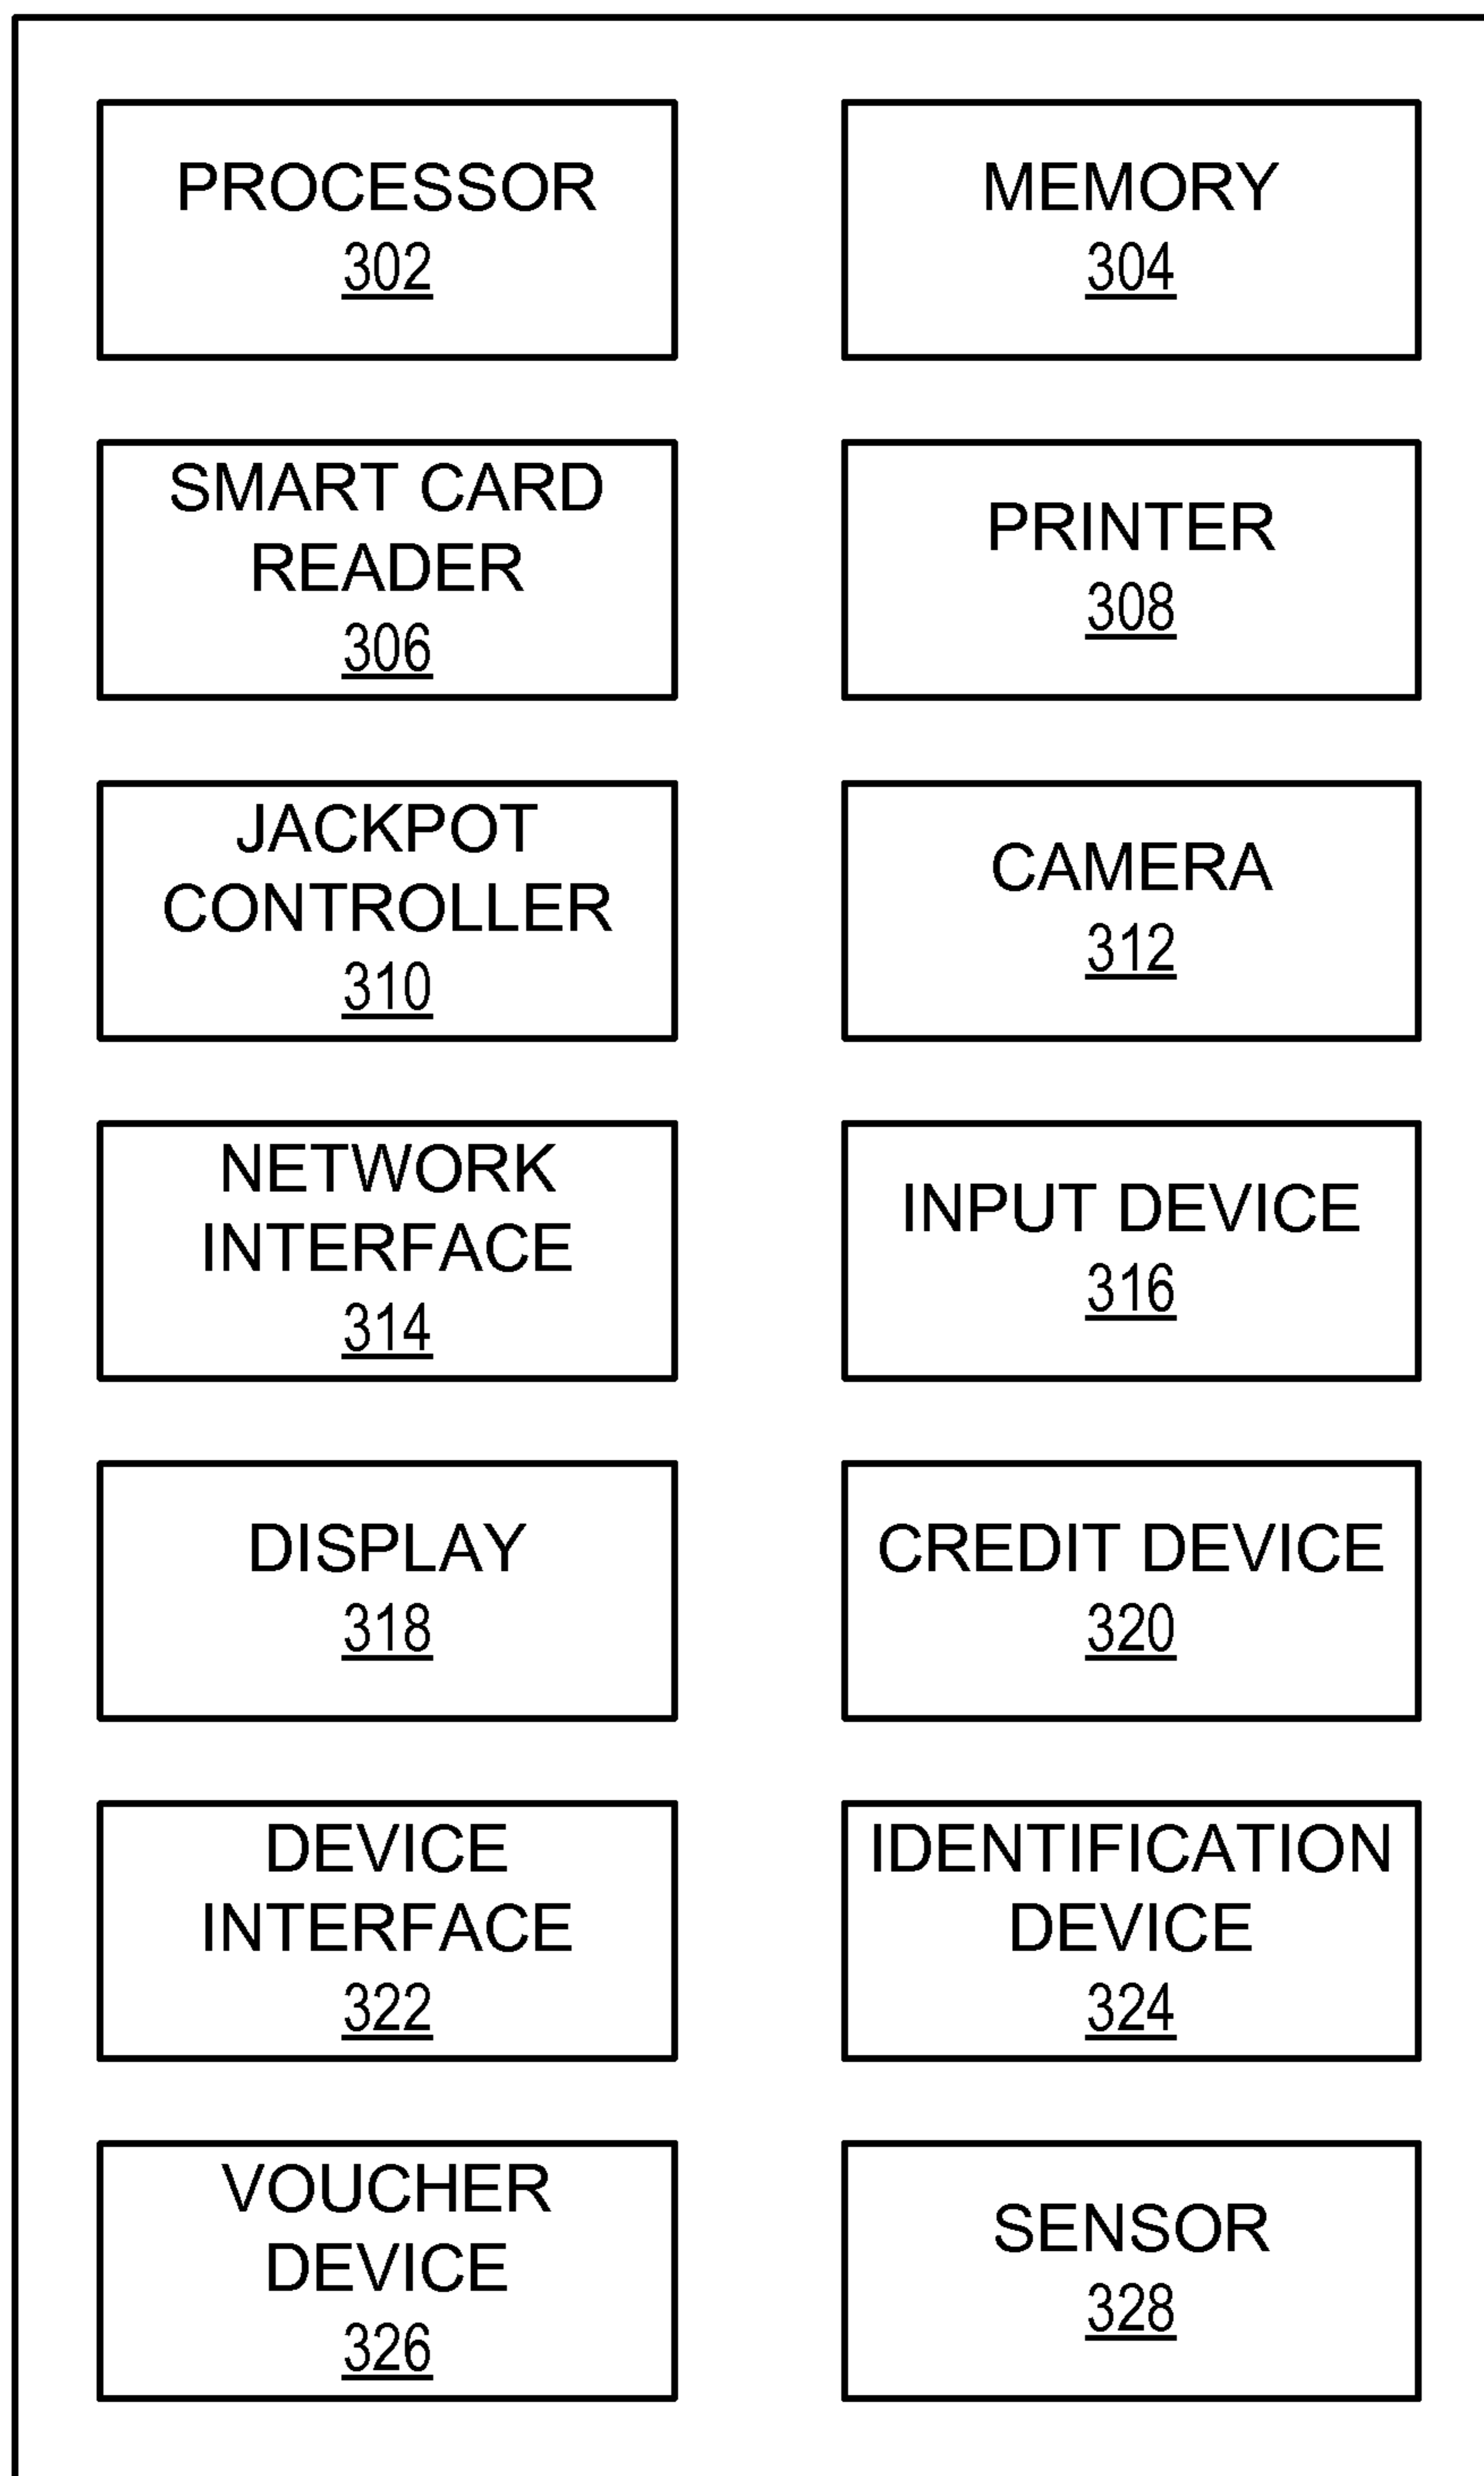 PROCESSOR
302
MEMORY
304
SMART CARD
READER
306
PRINTER
308
JACKPOT
CONTROLLER
310
CAMERA
312
NETWORK
INTERFACE
314
INPUT DEVICE
316
DISPLAY
318
CREDIT DEVICE
320
DEVICE
INTERFACE
322
IDENTIFICATION
DEVICE
324
VOUCHER
DEVICE
326
SENSOR
328